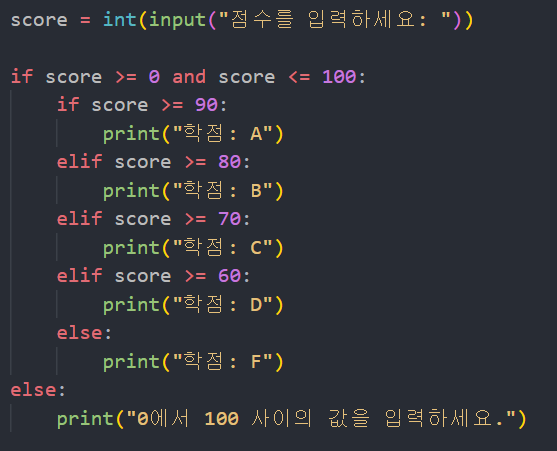 score = int(input("점수를 입력하세요: "))
if score >= 0 and score <= 100:
    if score >= 90:
        print("학점: A")
    elif score >= 80:
        print("학점: B")
    elif score >= 70:
        print("학점: C")
    elif score >= 60:
        print("학점: D")
    else:
        print("학점: F")
else:
    print("0에서 100 사이의 값을 입력하세요.")